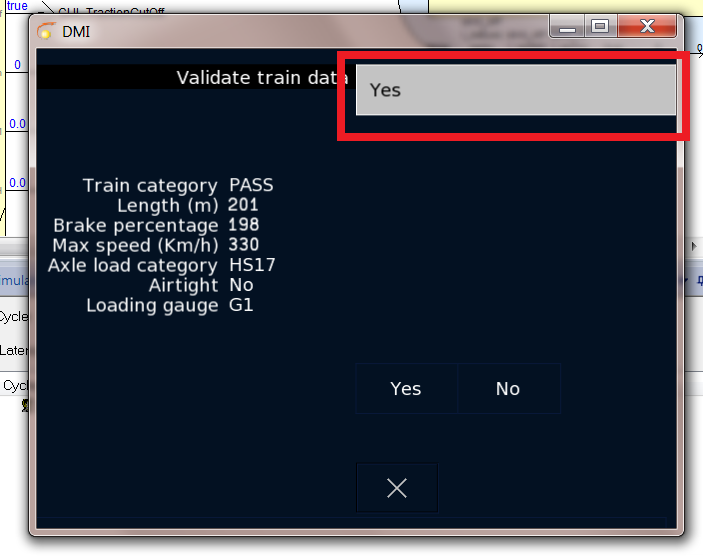 true
CUI_TractionCutOff
DMI
0
0.0
0.0
Validate train data
Yes
Train category PASS
Length (m) 201
Brake percentage 198
Max speed (Km/h) 330
Axle load category HS17
Airtight No
Loading gauge G1
Yes No
Cycle
Later
Cycl